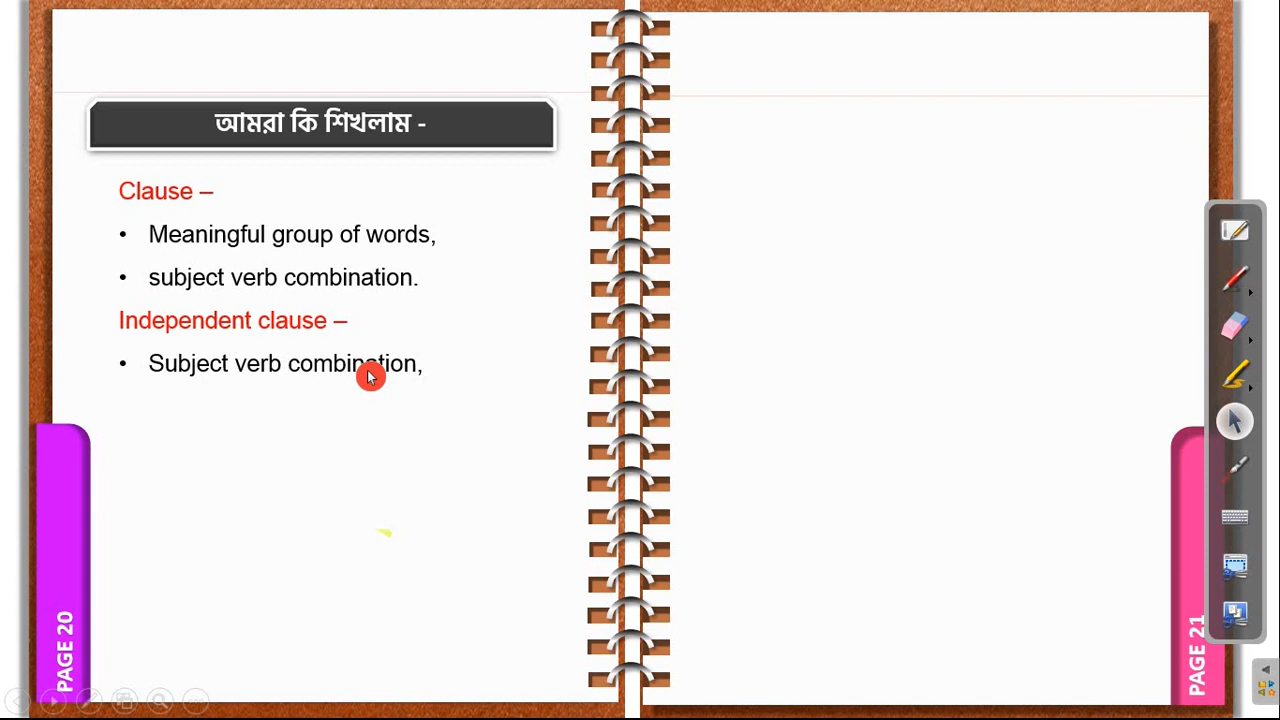 আমরা কি শিখলাম -
Clause –
• Meaningful group of words,
• subject verb combination.
Independent clause –
• Subject verb combination,
PAGE 20
PAGE 21